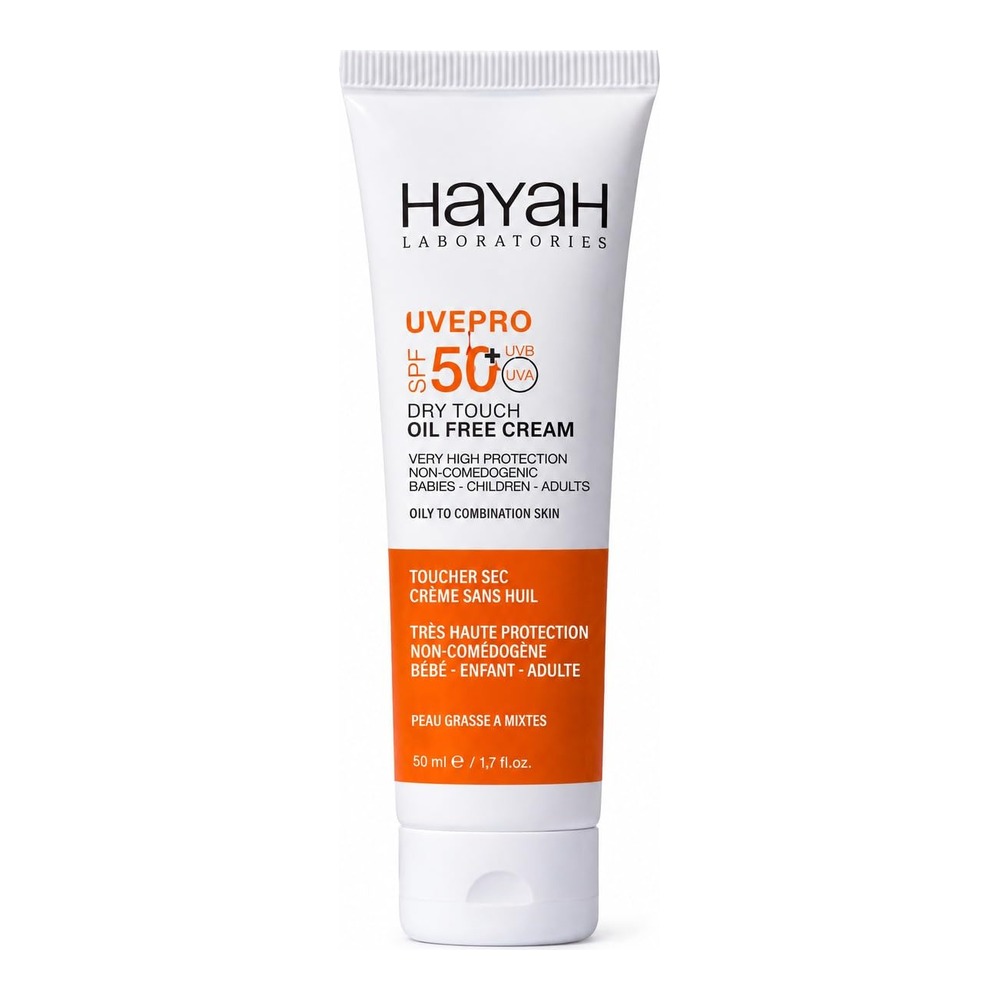 HAYAH
LABORATORIES
UVEPRO
SPF 50+ UVB
UVA
DRY TOUCH
OIL FREE CREAM
VERY HIGH PROTECTION
NON-COMEDOGENIC
BABIES - CHILDREN - ADULTS
OILY TO COMBINATION SKIN
TOUCHER SEC
CRÈME SANS HUIL
TRÈS HAUTE PROTECTION
NON-COMÉDOGÈNE
BÉBÉ - ENFANT - ADULTE
PEAU GRASSE A MIXTES
50 ml ℮ / 1,7 fl.oz.